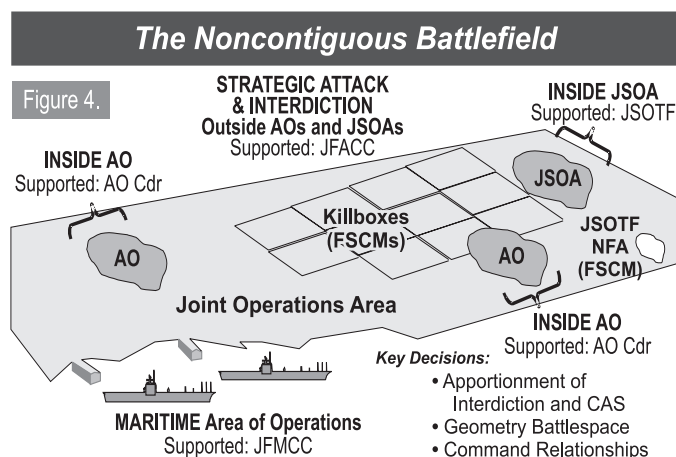 The Noncontiguous Battlefield
Figure 4.
STRATEGIC ATTACK
& INTERDICTION
Outside AOs and JSOAs
Supported: JFACC
INSIDE JSOA
Supported: JSOTF
INSIDE AO
Supported: AO Cdr
JSOA
Killboxes
(FSCMs)
JSOTF
NFA
(FSCM)
AO
AO
Joint Operations Area
INSIDE AO
Supported: AO Cdr
MARITIME Area of Operations
Supported: JFMCC
Key Decisions:
• Apportionment of
Interdiction and CAS
• Geometry Battlespace
• Command Relationships